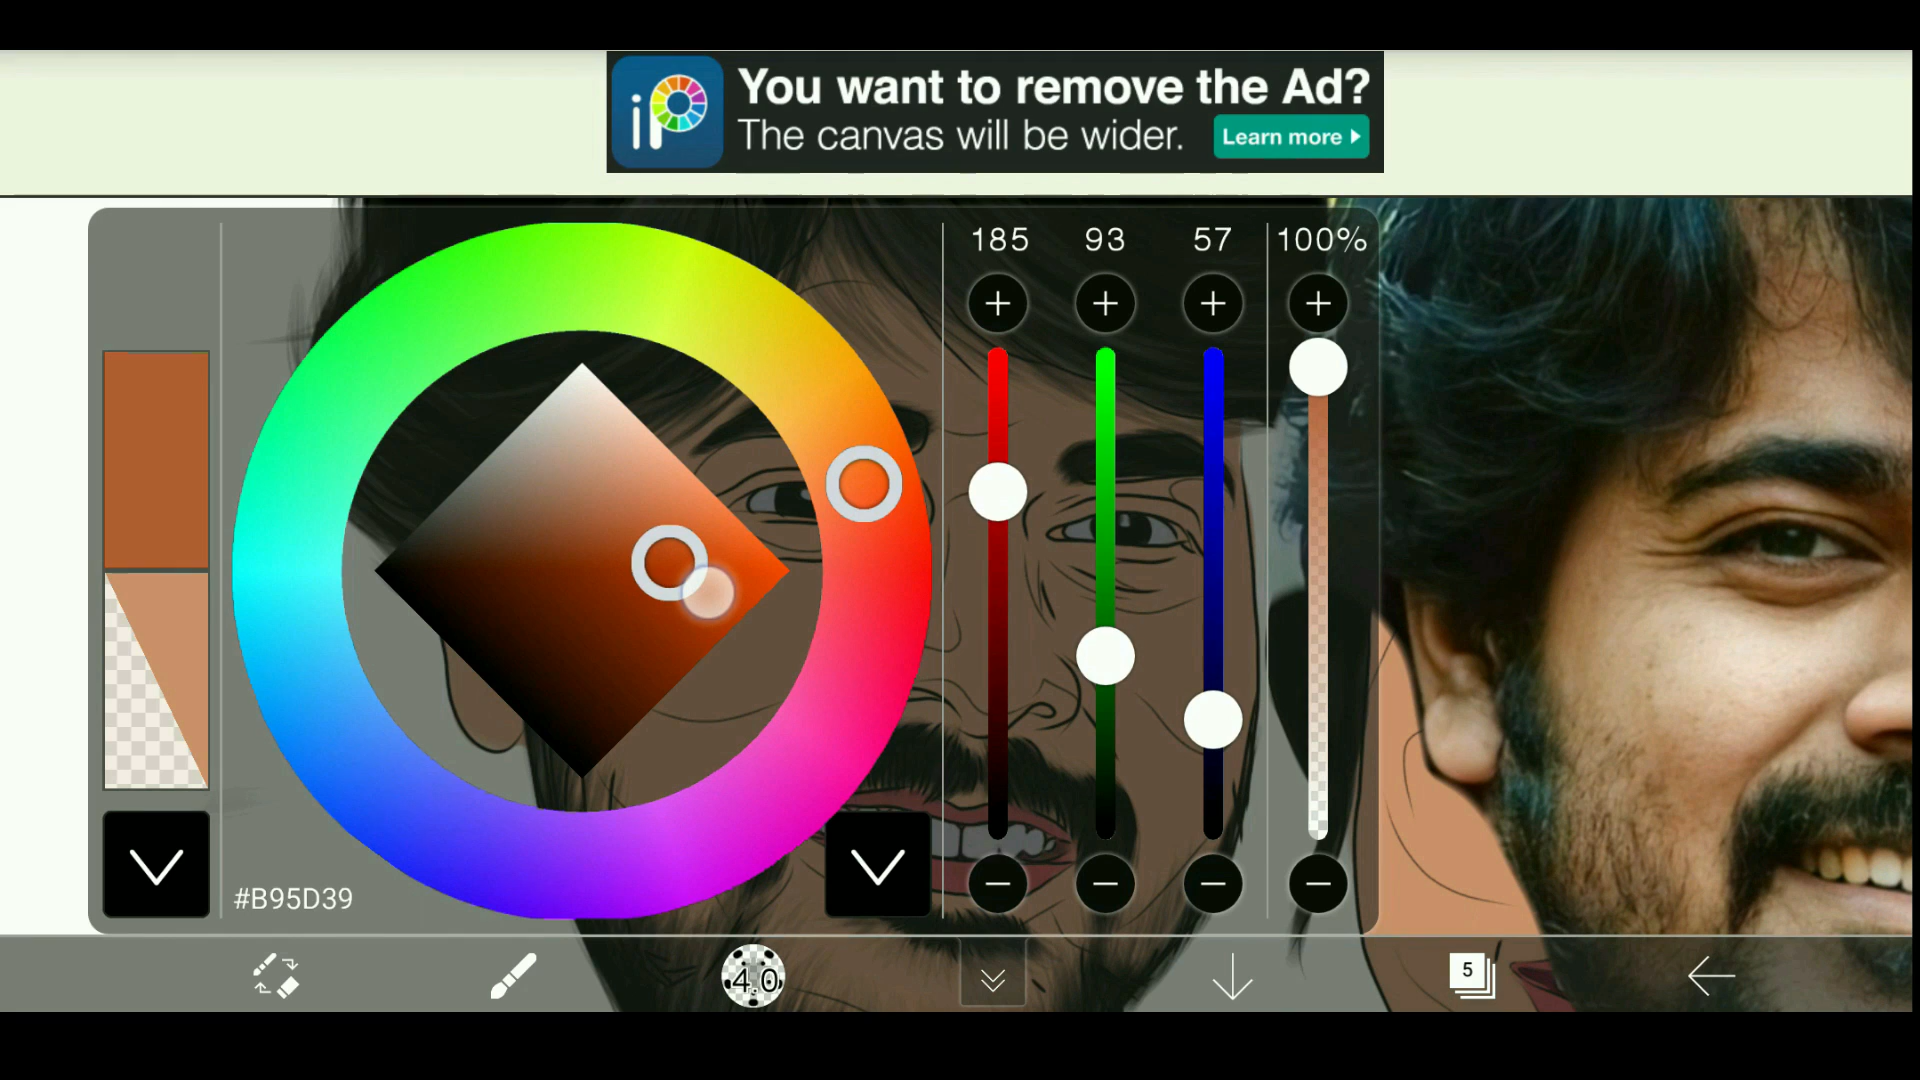 iP
You want to remove the Ad?
The canvas will be wider.
Learn more
185 93 57 100%
#B95D39
4.0
5